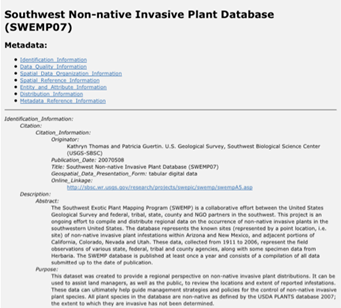 Southwest Non-native Invasive Plant Database
(SWEMP07)
Metadata:
Identification_Information
Data_Quality_Information
Spatial_Data_Organization_Information
Spatial_Reference_Information
Entity_and_Attribute_Information
Distribution_Information
Metadata_Reference_Information
Identification_Information:
Citation:
Citation_Information:
Originator:
Kathryn Thomas and Patricia Guertin. U.S. Geological Survey, Southwest Biological Science Center
(USGS-SBSC)
Publication_Date: 20070508
Title: Southwest Non-native Invasive Plant Database (SWEMP07)
Geospatial_Data_Presentation_Form: tabular digital data
Online_Linkage:
http://sbsc.wr.usgs.gov/research/projects/swepic/swemp/swempA5.asp
Description:
Abstract:
The Southwest Exotic Plant Mapping Program (SWEMP) is a collaborative effort between the United States
Geological Survey and federal, tribal, state, county and NGO partners in the southwest. This project is an
ongoing effort to compile and distribute regional data on the occurrence of non-native invasive plants in the
southwestern United States. The database represents the known sites (represented by a point location, i.e.
site) of non-native invasive plant infestations within Arizona and New Mexico, and adjacent portions of
California, Colorado, Nevada and Utah. These data, collected from 1911 to 2006, represent the field
observations of various state, federal, tribal and county agencies, along with some specimen data from
Herbaria. The SWEMP database is published at least once a year and consists of a compilation of all data
submitted up to the date of publication.
Purpose:
This dataset was created to provide a regional perspective on non-native invasive plant distributions. It can be
used to assist land managers, as well as the public, to review the locations and extent of reported infestations.
These data can ultimately help guide management strategies and policies for the control of non-native invasive
plant species. All plant species in the database are non-native as defined by the USDA PLANTS database 2007;
the extent to which they are invasive has not been determined.